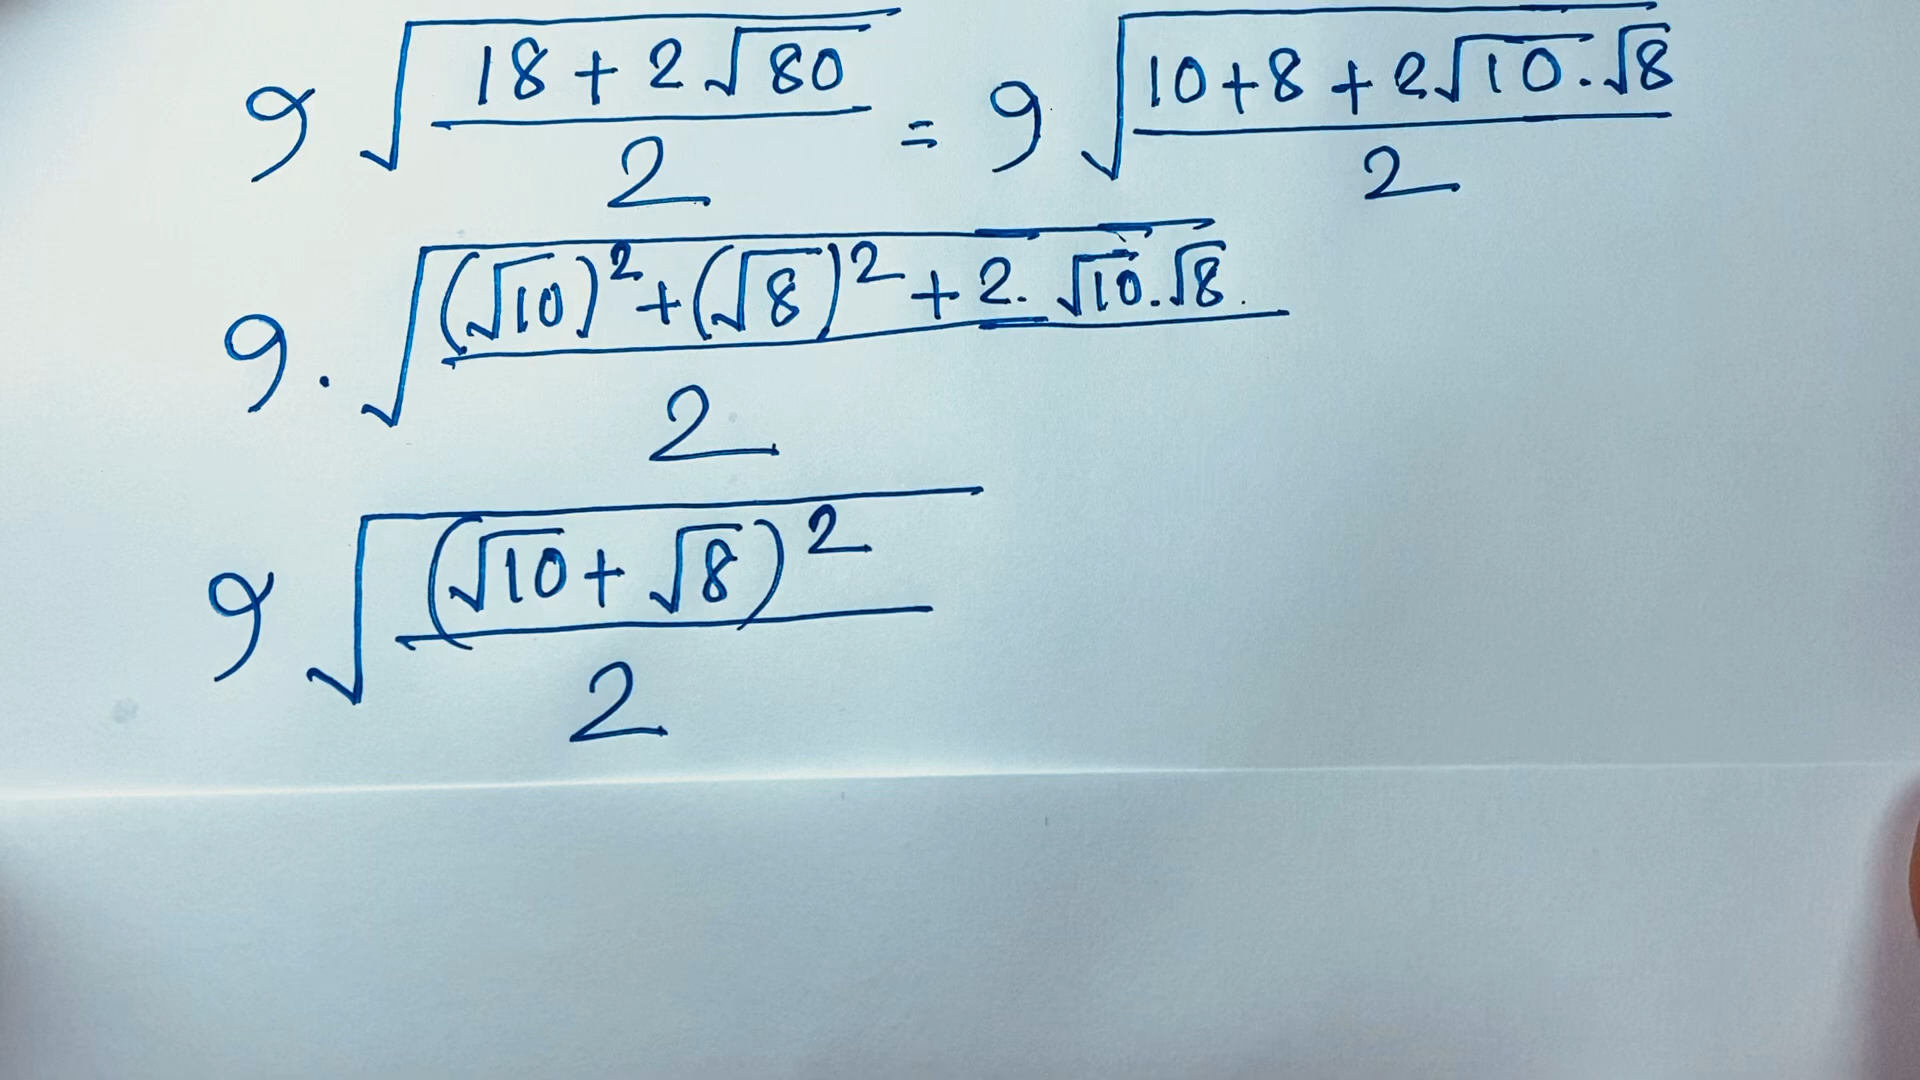 9 √((18 + 2√80)/2) = 9 √((10+8+2√10.√8)/2)
9. √(((√10)²+(√8)²+2. √10.√8.)/2)
9 √((√10+√8)²/2)